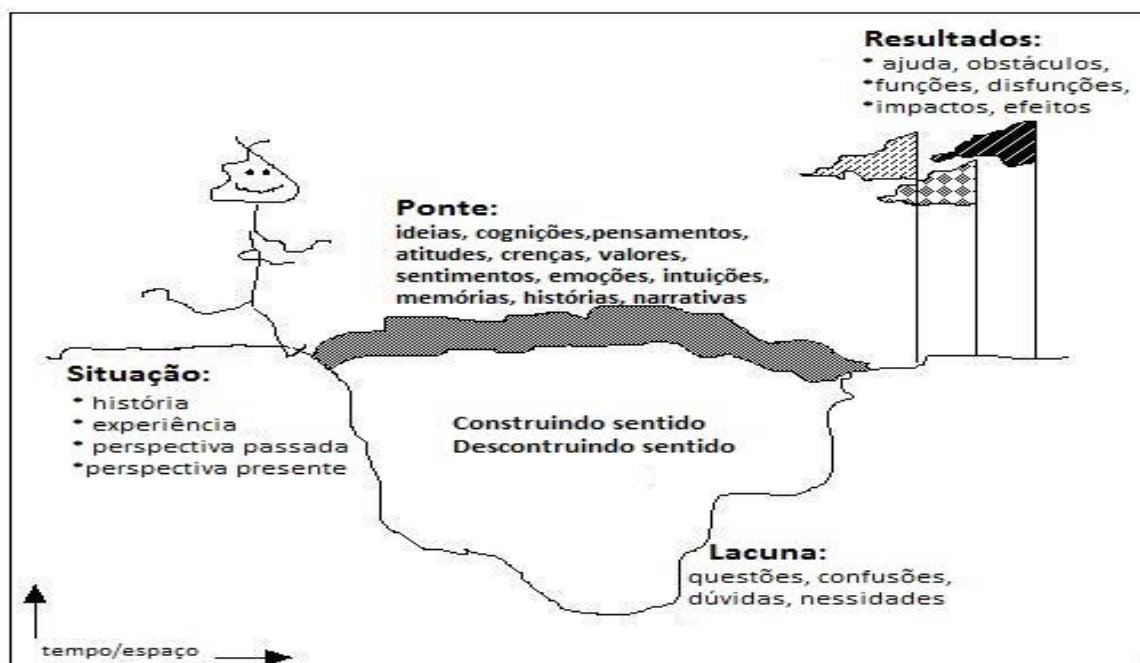 Resultados:
* ajuda, obstáculos,
*funções, disfunções,
*impactos, efeitos
Ponte:
ideias, cognições,pensamentos,
atitudes, crenças, valores,
sentimentos, emoções, intuições,
memórias, histórias, narrativas
Situação:
* história
* experiência
* perspectiva passada
*perspectiva presente
Construindo sentido
Descontruindo sentido
Lacuna:
questões, confusões,
dúvidas, nessidades
tempo/espaço